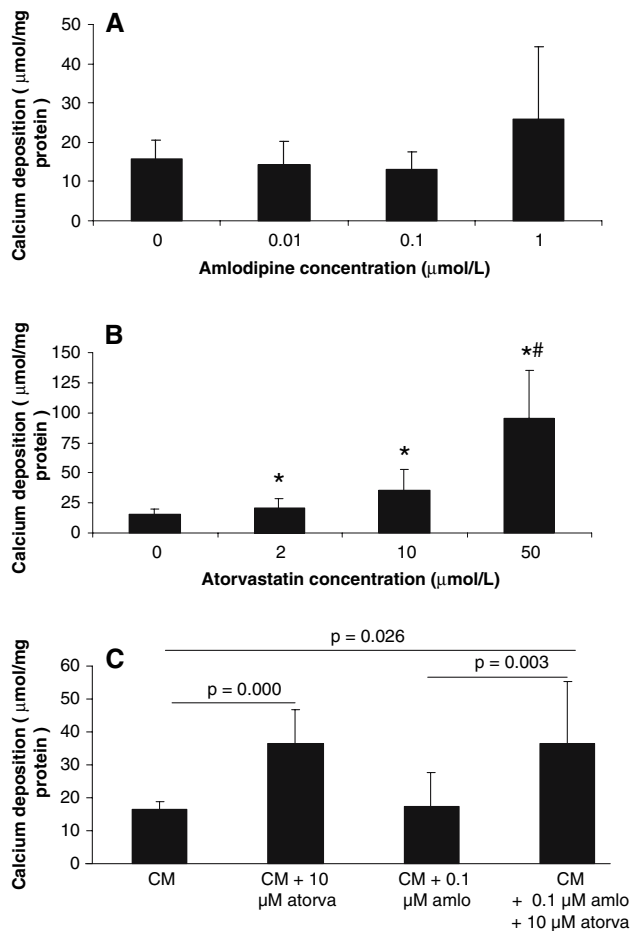 A
Calcium deposition ( μmol/mg
protein )
50
40
30
20
10
0
0 0.01 0.1 1
Amlodipine concentration (μmol/L)
B
Calcium deposition ( μmol/mg
protein )
150
125
100
75
50
25
0
* * *#
0 2 10 50
Atorvastatin concentration (μmol/L)
C
Calcium deposition ( μmol/mg
protein )
60
50
40
30
20
10
0
p = 0.026
p = 0.003
p = 0.000
CM
CM + 10
μM atorva
CM + 0.1
μM amlo
CM
+ 0.1 μM amlo
+ 10 μM atorva